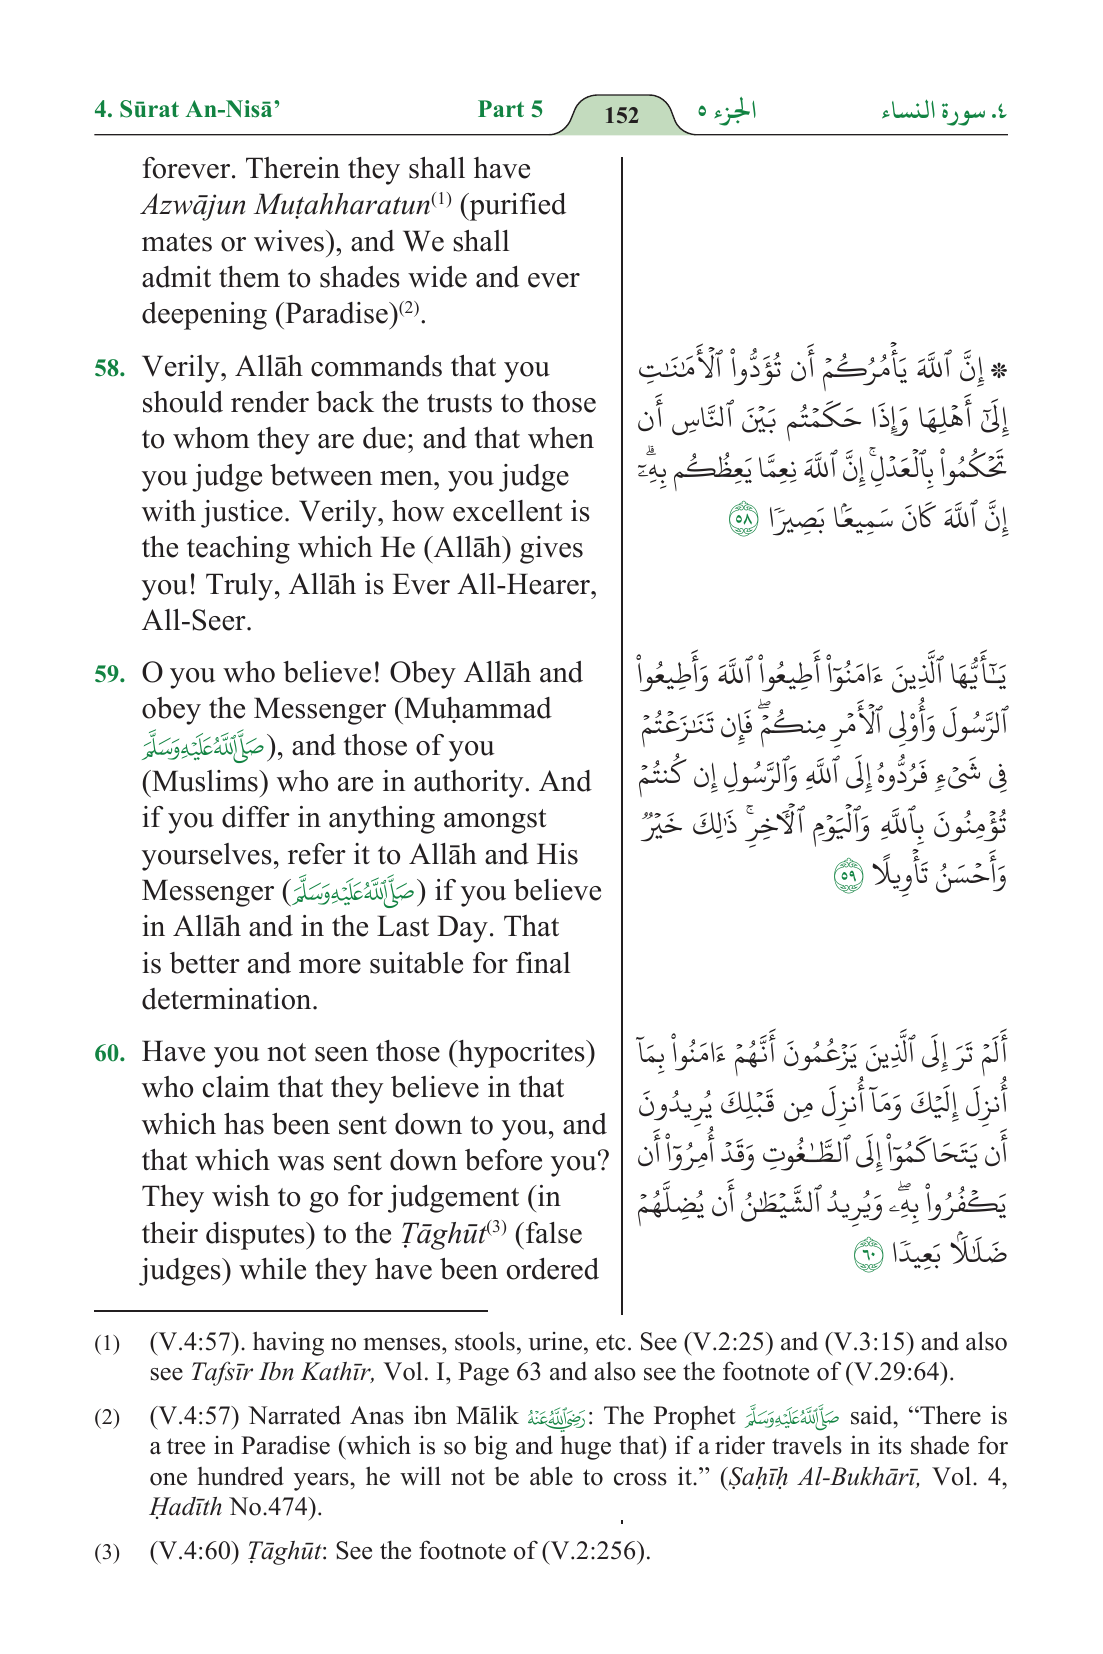 4. Sūrat An-Nisā’ Part 5 152 الجزء ٥ ٤. سورة النساء
forever. Therein they shall have
Azwājun Muṭahharatun(1) (purified
mates or wives), and We shall
admit them to shades wide and ever
deepening (Paradise)(2).
58. Verily, Allāh commands that you
should render back the trusts to those
to whom they are due; and that when
you judge between men, you judge
with justice. Verily, how excellent is
the teaching which He (Allāh) gives
you! Truly, Allāh is Ever All-Hearer,
All-Seer.
۞ إِنَّ ٱللَّهَ يَأْمُرُكُمْ أَن تُؤَدُّوا۟ ٱلْأَمَـٰنَـٰتِ
إِلَىٰٓ أَهْلِهَا وَإِذَا حَكَمْتُم بَيْنَ ٱلنَّاسِ أَن
تَحْكُمُوا۟ بِٱلْعَدْلِ ۚ إِنَّ ٱللَّهَ نِعِمَّا يَعِظُكُم بِهِۦٓ ۗ
إِنَّ ٱللَّهَ كَانَ سَمِيعًۢا بَصِيرًا ٥٨
59. O you who believe! Obey Allāh and
obey the Messenger (Muḥammad
صَلَّى ٱللَّهُ عَلَيْهِ وَسَلَّمَ), and those of you
(Muslims) who are in authority. And
if you differ in anything amongst
yourselves, refer it to Allāh and His
Messenger (صَلَّى ٱللَّهُ عَلَيْهِ وَسَلَّمَ) if you believe
in Allāh and in the Last Day. That
is better and more suitable for final
determination.
يَـٰٓأَيُّهَا ٱلَّذِينَ ءَامَنُوٓا۟ أَطِيعُوا۟ ٱللَّهَ وَأَطِيعُوا۟
ٱلرَّسُولَ وَأُو۟لِى ٱلْأَمْرِ مِنكُمْ ۖ فَإِن تَنَـٰزَعْتُمْ
فِى شَىْءٍ فَرُدُّوهُ إِلَى ٱللَّهِ وَٱلرَّسُولِ إِن كُنتُمْ
تُؤْمِنُونَ بِٱللَّهِ وَٱلْيَوْمِ ٱلْـَٔاخِرِ ۚ ذَٰلِكَ خَيْرٌ
وَأَحْسَنُ تَأْوِيلًا ٥٩
60. Have you not seen those (hypocrites)
who claim that they believe in that
which has been sent down to you, and
that which was sent down before you?
They wish to go for judgement (in
their disputes) to the Ṭāghūt(3) (false
judges) while they have been ordered
أَلَمْ تَرَ إِلَى ٱلَّذِينَ يَزْعُمُونَ أَنَّهُمْ ءَامَنُوا۟ بِمَآ
أُنزِلَ إِلَيْكَ وَمَآ أُنزِلَ مِن قَبْلِكَ يُرِيدُونَ
أَن يَتَحَاكَمُوٓا۟ إِلَى ٱلطَّـٰغُوتِ وَقَدْ أُمِرُوٓا۟ أَن
يَكْفُرُوا۟ بِهِۦ ۖ وَيُرِيدُ ٱلشَّيْطَـٰنُ أَن يُضِلَّهُمْ
ضَلَـٰلًۢا بَعِيدًا ٦٠
(1) (V.4:57). having no menses, stools, urine, etc. See (V.2:25) and (V.3:15) and also
see Tafsīr Ibn Kathīr, Vol. I, Page 63 and also see the footnote of (V.29:64).
(2) (V.4:57) Narrated Anas ibn Mālik رَضِيَ ٱللَّهُ عَنْهُ: The Prophet صَلَّى ٱللَّهُ عَلَيْهِ وَسَلَّمَ said, “There is
a tree in Paradise (which is so big and huge that) if a rider travels in its shade for
one hundred years, he will not be able to cross it.” (Ṣaḥīḥ Al-Bukhārī, Vol. 4,
Ḥadīth No.474).
(3) (V.4:60) Ṭāghūt: See the footnote of (V.2:256).